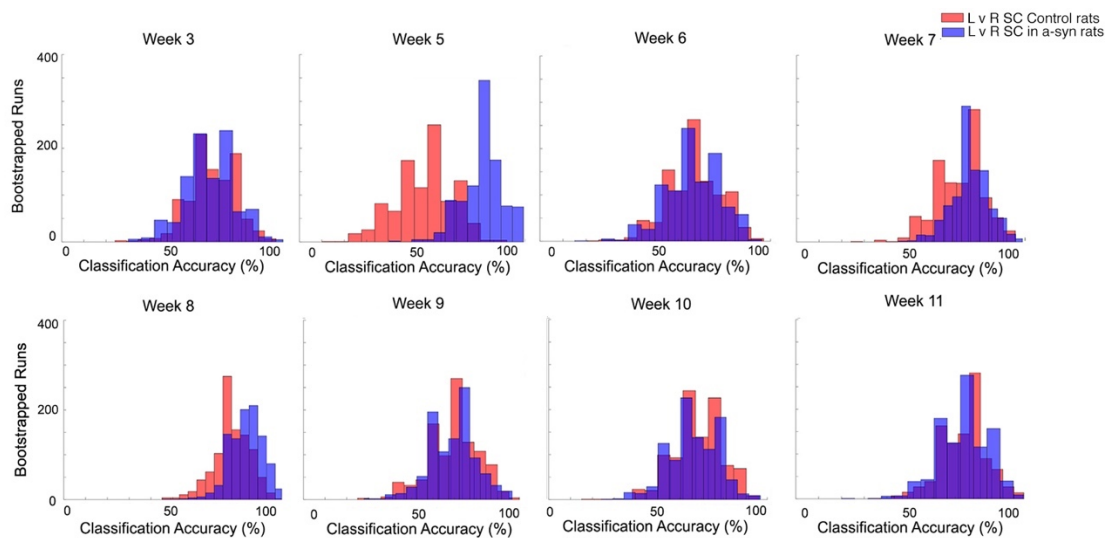 L v R SC Control rats
L v R SC in a-syn rats
Week 3
Week 5
Week 6
Week 7
Bootstrapped Runs
400
200
0
0 50 100
0 50 100
0 50 100
0 50 100
Classification Accuracy (%)
Classification Accuracy (%)
Classification Accuracy (%)
Classification Accuracy (%)
Week 8
Week 9
Week 10
Week 11
Bootstrapped Runs
400
200
0
0 50 100
0 50 100
0 50 100
0 50 100
Classification Accuracy (%)
Classification Accuracy (%)
Classification Accuracy (%)
Classification Accuracy (%)